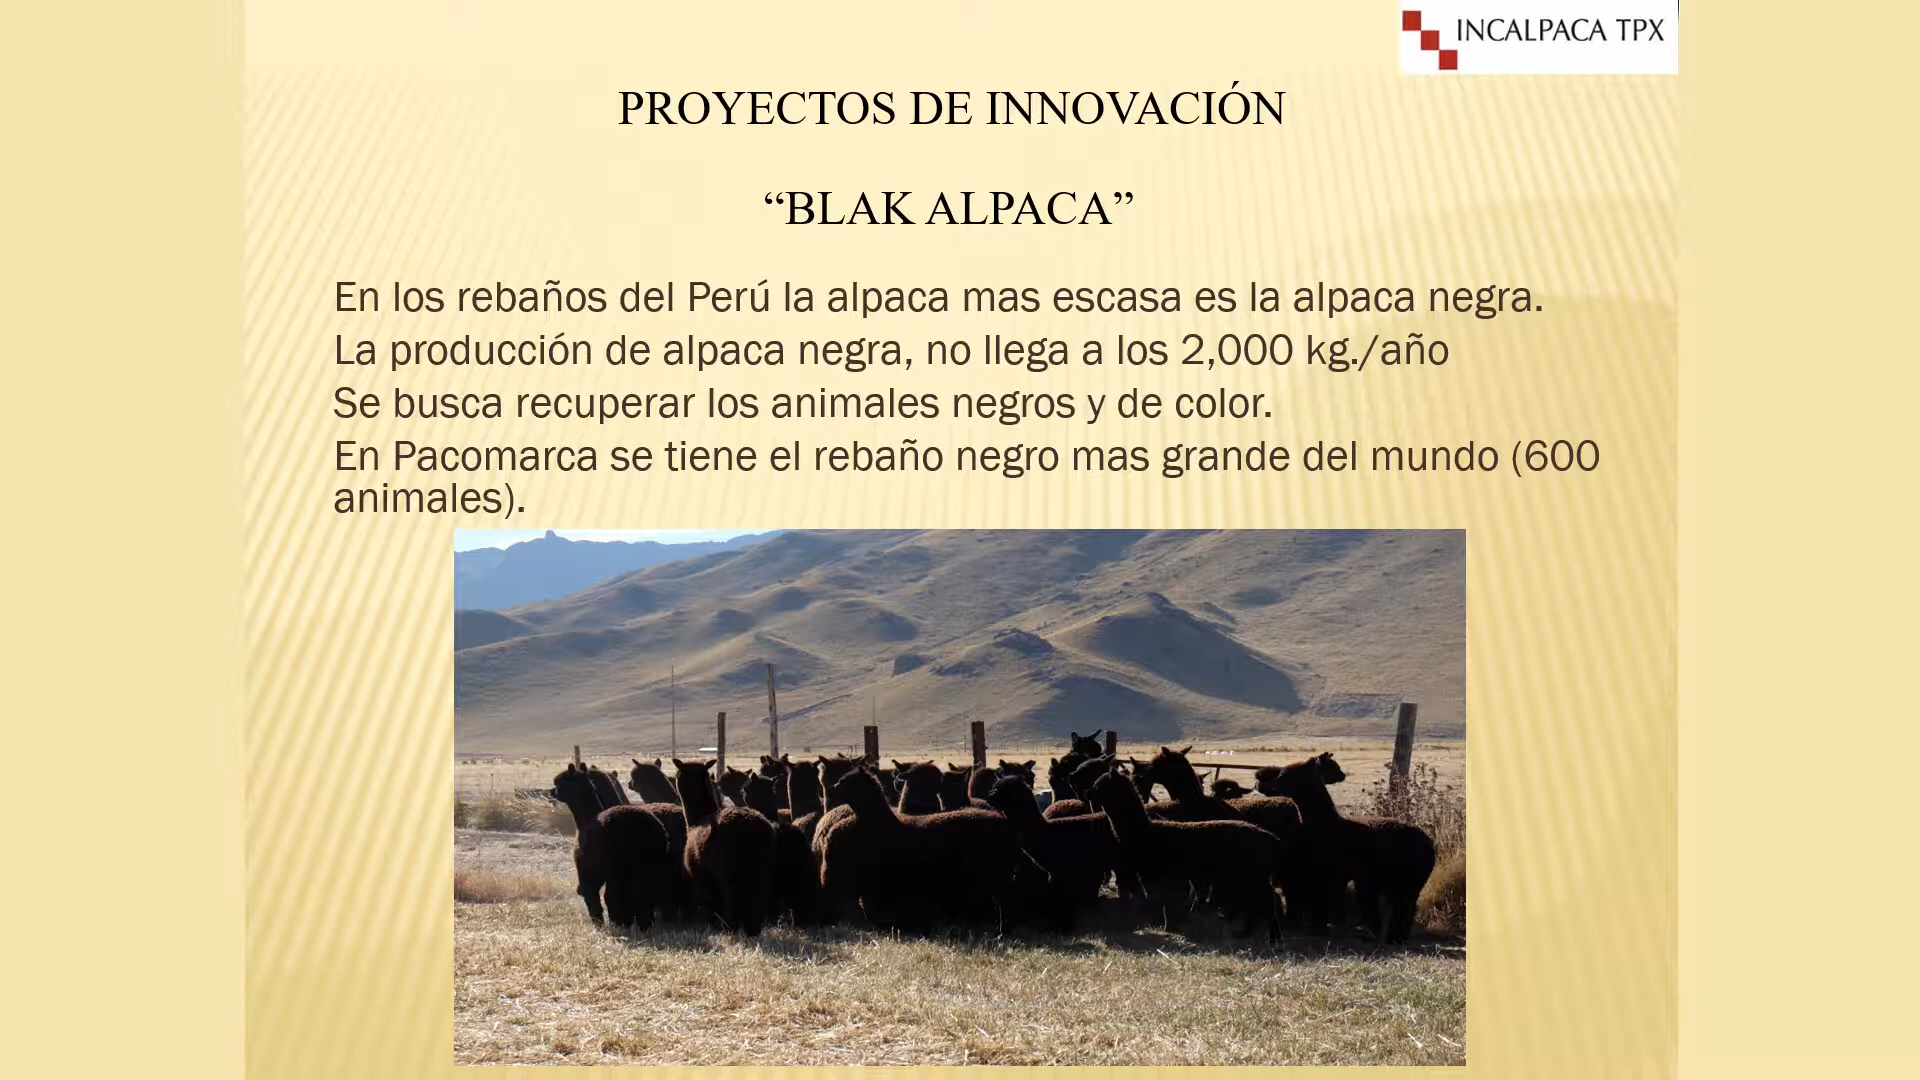 INCALPACA TPX
PROYECTOS DE INNOVACIÓN
“BLAK ALPACA”
En los rebaños del Perú la alpaca mas escasa es la alpaca negra.
La producción de alpaca negra, no llega a los 2,000 kg./año
Se busca recuperar los animales negros y de color.
En Pacomarca se tiene el rebaño negro mas grande del mundo (600
animales).